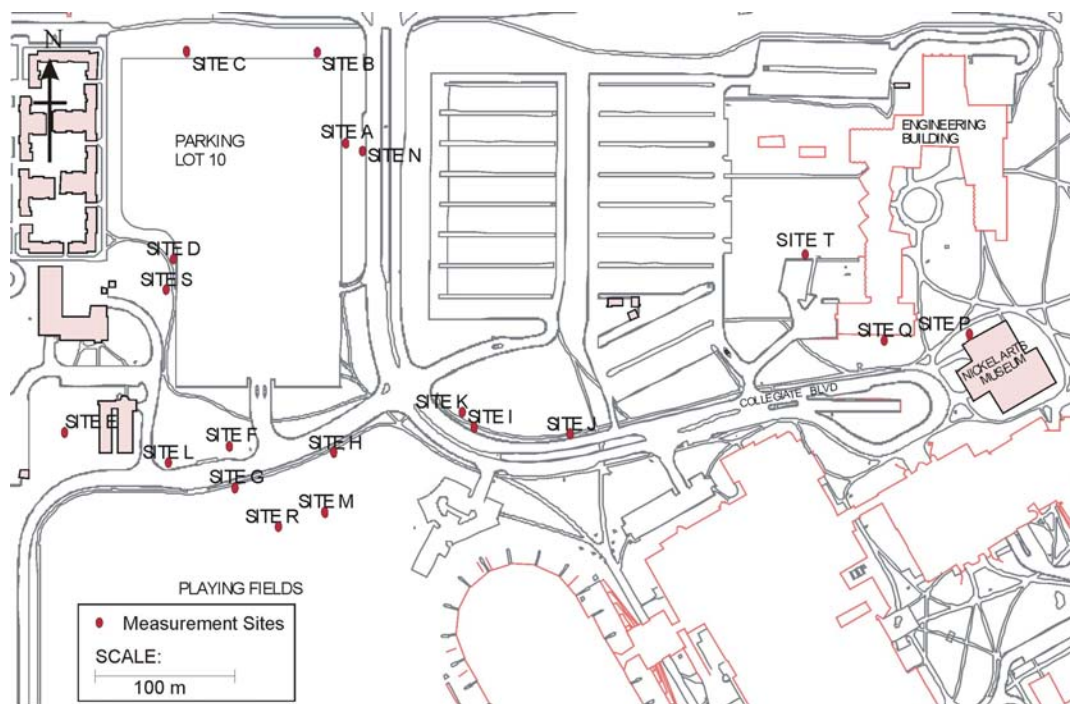 N
SITE C
SITE B
PARKING
LOT 10
SITE A
SITE N
ENGINEERING
BUILDING
SITE D
SITE S
SITE T
SITE Q
SITE P
NICKEL ARTS
MUSEUM
COLLEGIATE BLVD
SITE K
SITE I
SITE J
SITE E
SITE F
SITE L
SITE H
SITE G
SITE M
SITE R
PLAYING FIELDS
Measurement Sites
SCALE:
100 m